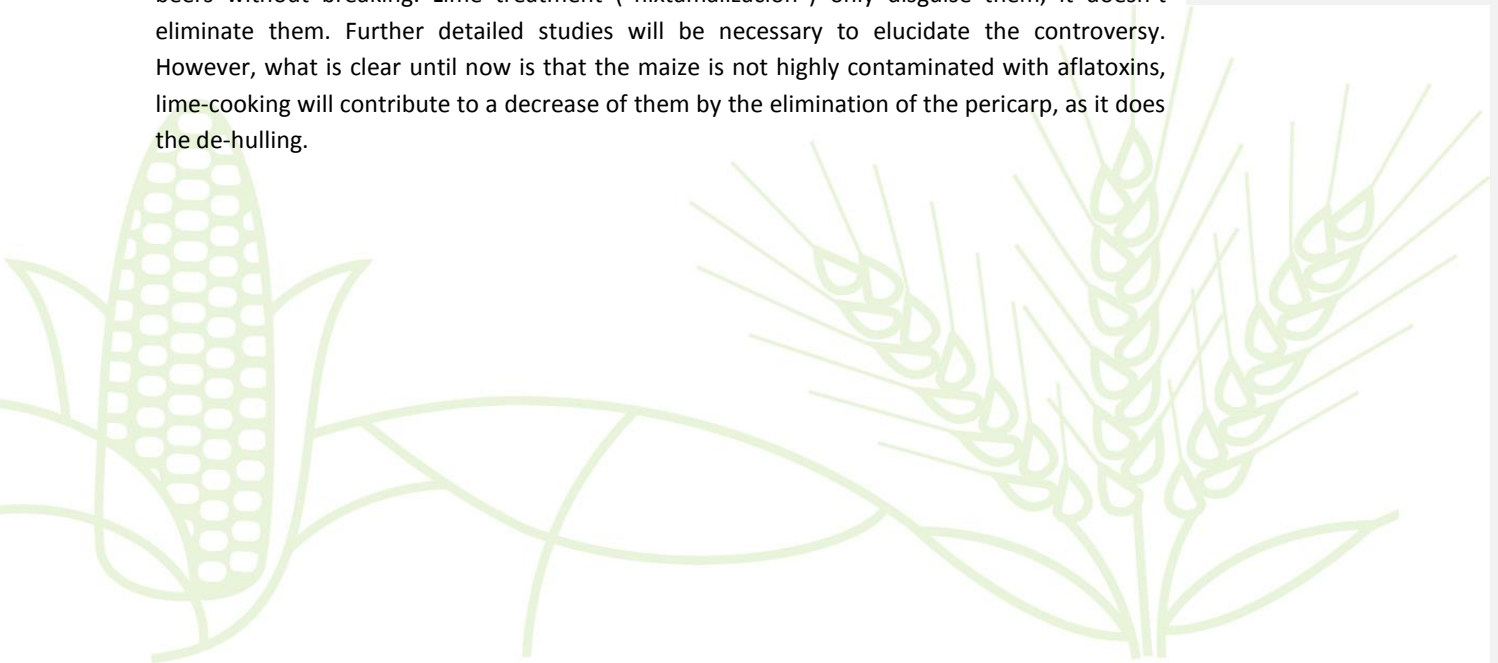 beers without breaking. Lime treatment (“nixtamalización”) only disguise them, it doesn’t
eliminate them. Further detailed studies will be necessary to elucidate the controversy.
However, what is clear until now is that the maize is not highly contaminated with aflatoxins,
lime-cooking will contribute to a decrease of them by the elimination of the pericarp, as it does
the de-hulling.